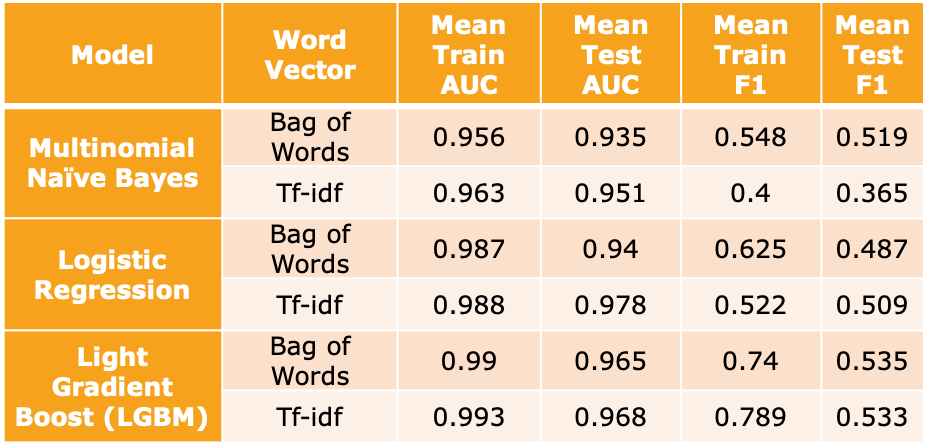 Model Word Vector Mean Train AUC Mean Test AUC Mean Train F1 Mean Test F1
Multinomial Naïve Bayes Bag of Words 0.956 0.935 0.548 0.519
Tf-idf 0.963 0.951 0.4 0.365
Logistic Regression Bag of Words 0.987 0.94 0.625 0.487
Tf-idf 0.988 0.978 0.522 0.509
Light Gradient Boost (LGBM) Bag of Words 0.99 0.965 0.74 0.535
Tf-idf 0.993 0.968 0.789 0.533